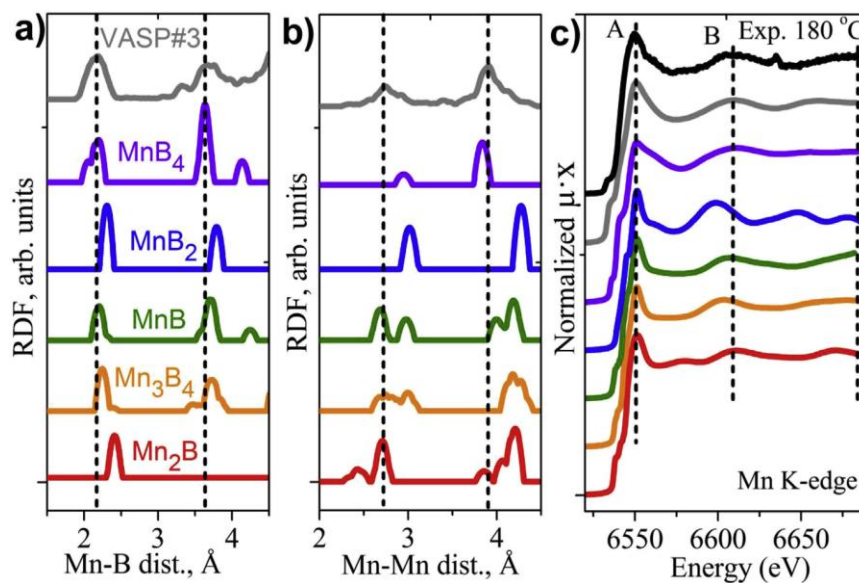 a)
VASP#3
MnB₄
MnB₂
MnB
Mn₃B₄
Mn₂B
RDF, arb. units
2 3 4
Mn-B dist., Å
b)
RDF, arb. units
2 3 4
Mn-Mn dist., Å
c)
A
B
Exp. 180 °C
Normalized μ·x
Mn K-edge
6550 6600 6650
Energy (eV)